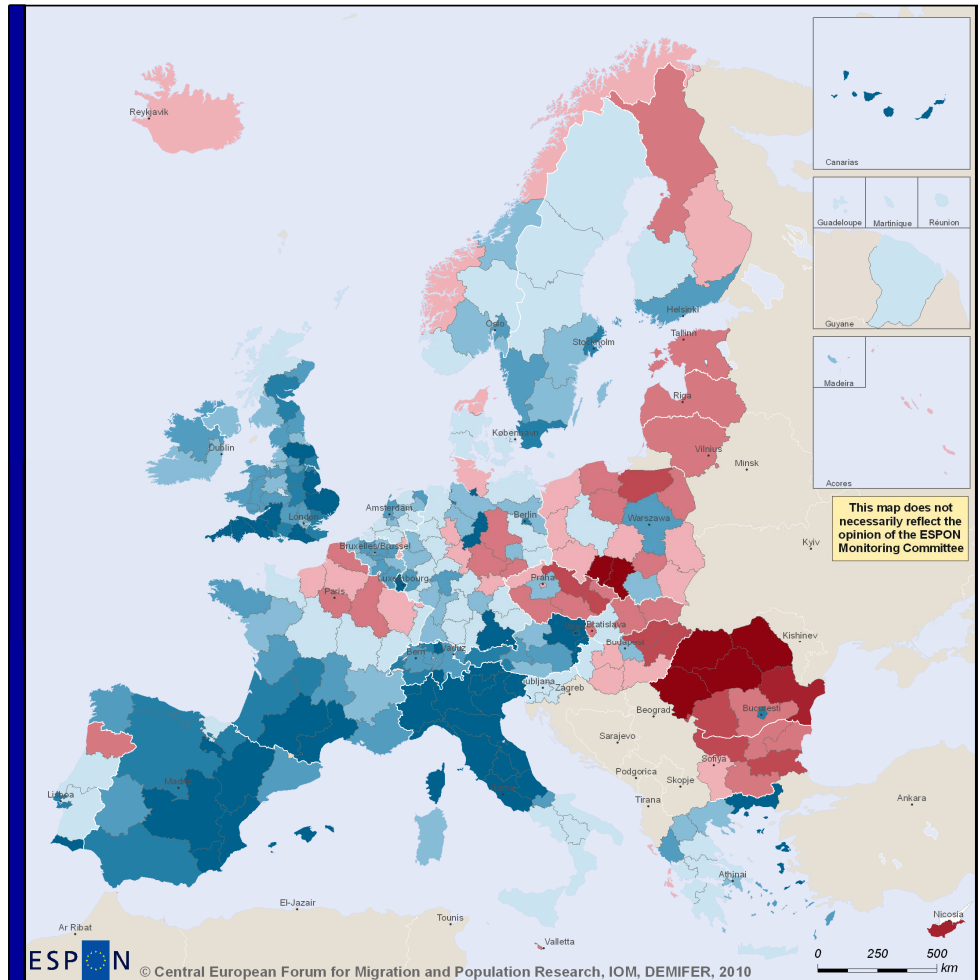 Reykjavik
Canarias
Guadeloupe
Martinique
Réunion
Guyane
Madeira
Acores
This map does not
necessarily reflect the
opinion of the ESPON
Monitoring Committee
Oslo
Helsinki
Tallinn
Stockholm
Riga
København
Vilnius
Minsk
Dublin
London
Amsterdam
Berlin
Warszawa
Bruxelles/Brussel
Kyiv
Luxembourg
Praha
Paris
Bratislava
Kishinev
Bern
Vaduz
Budapest
Ljubljana
Zagreb
Beograd
Bucuresti
Sarajevo
Sofiya
Podgorica
Skopje
Tirana
Ankara
Madrid
Lisboa
Athinai
El-Jazair
Tounis
Ar Ribat
Valletta
Nicosia
0 250 500
km
ESPON
© Central European Forum for Migration and Population Research, IOM, DEMIFER, 2010